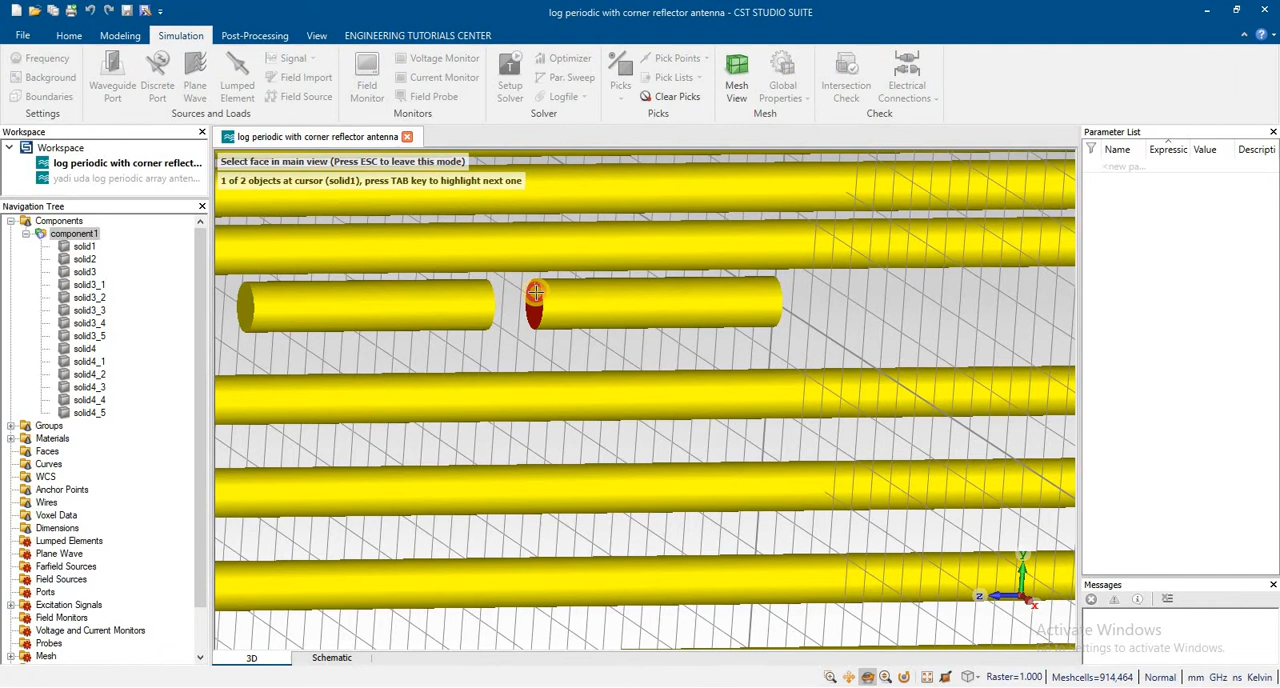 log periodic with corner reflector antenna - CST STUDIO SUITE
File Home Modeling Simulation Post-Processing View ENGINEERING TUTORIALS CENTER
Frequency
Background
Boundaries
Settings
Waveguide Port
Discrete Port
Plane Wave
Lumped Element
Signal
Field Import
Field Source
Sources and Loads
Field Monitor
Voltage Monitor
Current Monitor
Field Probe
Monitors
Setup Solver
Optimizer
Par. Sweep
Logfile
Solver
Picks
Pick Points
Pick Lists
Clear Picks
Picks
Mesh View
Global Properties
Mesh
Intersection Check
Electrical Connections
Check
Workspace
Workspace
log periodic with corner reflect...
yadi uda log periodic array anten...
Navigation Tree
Components
component1
solid1
solid2
solid3
solid3_1
solid3_2
solid3_3
solid3_4
solid3_5
solid4
solid4_1
solid4_2
solid4_3
solid4_4
solid4_5
Groups
Materials
Faces
Curves
WCS
Anchor Points
Wires
Voxel Data
Dimensions
Lumped Elements
Plane Wave
Farfield Sources
Field Sources
Ports
Excitation Signals
Field Monitors
Voltage and Current Monitors
Probes
Mesh
log periodic with corner reflector antenna
Select face in main view (Press ESC to leave this mode)
1 of 2 objects at cursor (solid1), press TAB key to highlight next one
y
z
x
3D Schematic
Parameter List
Name Expressic Value Descripti
<new pa...
Messages
Activate Windows
Go to Settings to activate Windows.
Raster=1.000 Meshcells=914,464 Normal mm GHz ns Kelvin